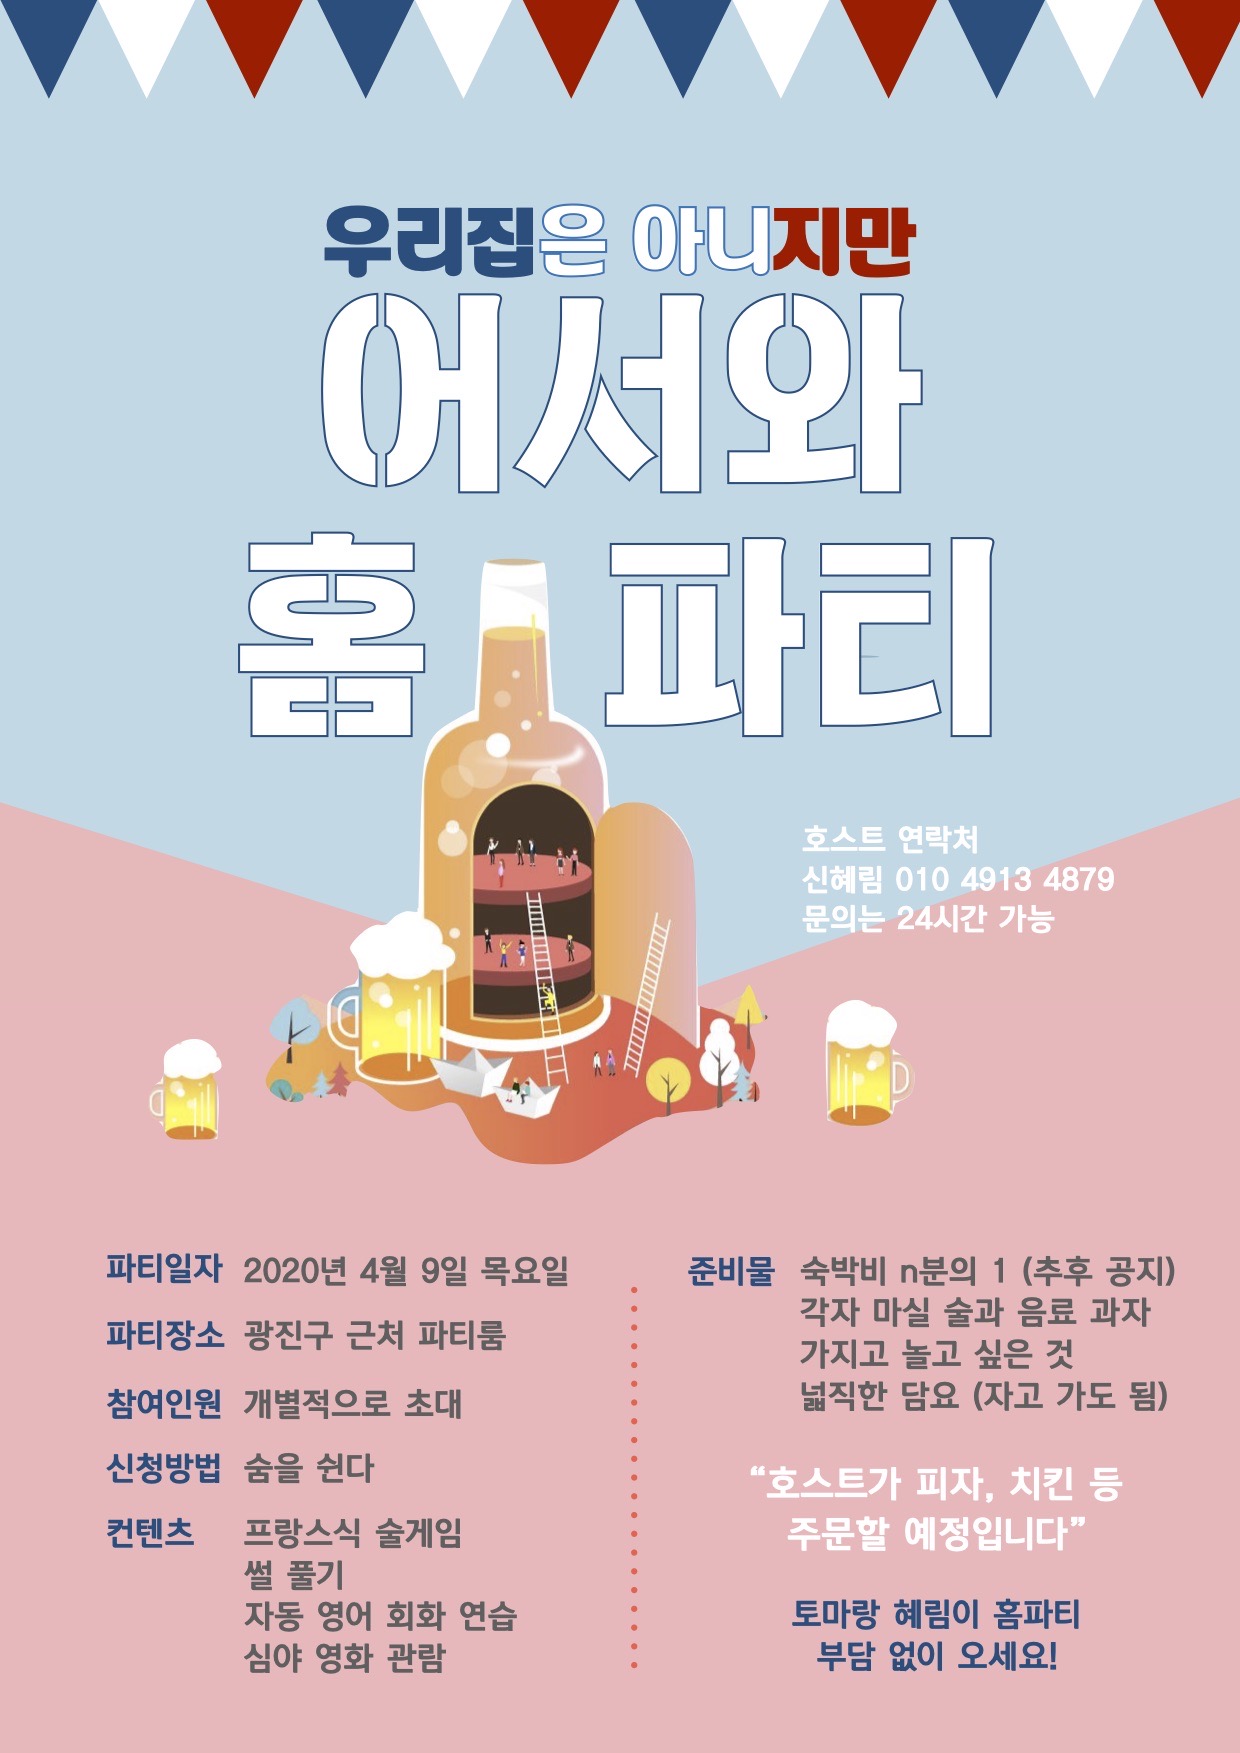 우리집은 아니지만
어서와
홈 파티
호스트 연락처
신혜림 010 4913 4879
문의는 24시간 가능
파티일자 2020년 4월 9일 목요일
파티장소 광진구 근처 파티룸
참여인원 개별적으로 초대
신청방법 숨을 쉰다
컨텐츠 프랑스식 술게임
썰 풀기
자동 영어 회화 연습
심야 영화 관람
준비물 숙박비 n분의 1 (추후 공지)
각자 마실 술과 음료 과자
가지고 놀고 싶은 것
넓직한 담요 (자고 가도 됨)
“호스트가 피자, 치킨 등
주문할 예정입니다”
토마랑 혜림이 홈파티
부담 없이 오세요!